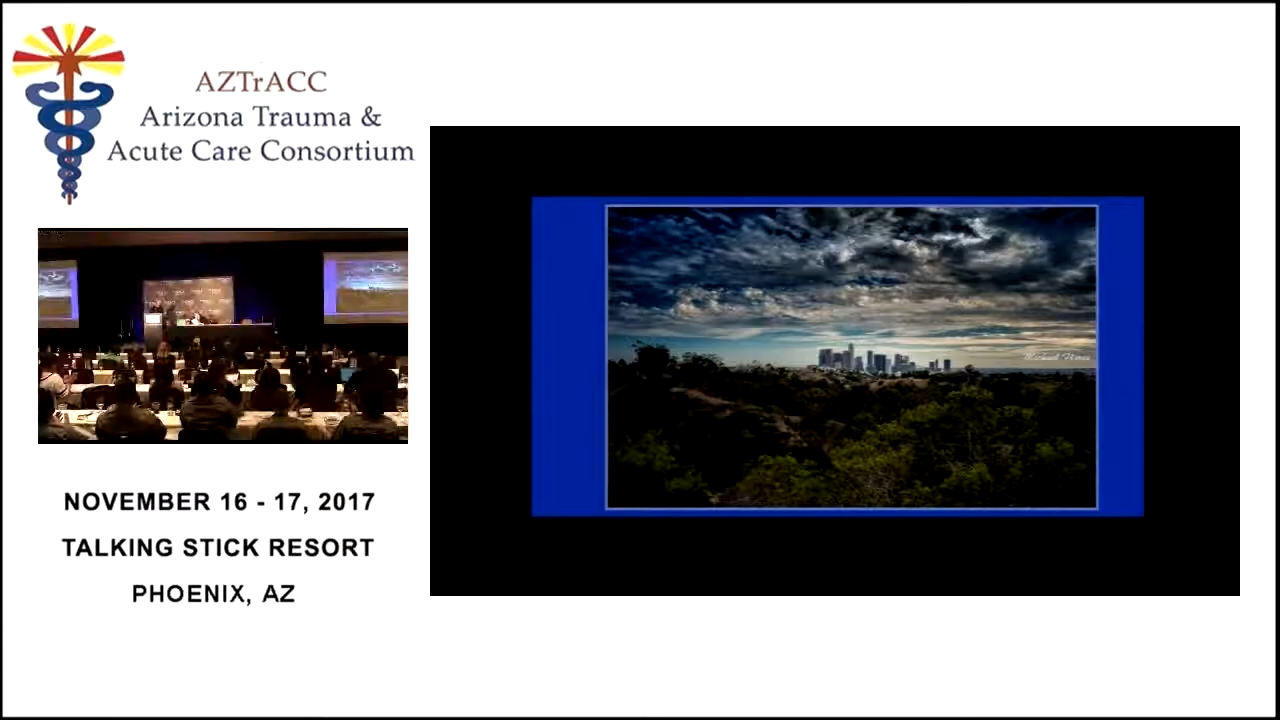 AZTrACC
Arizona Trauma &
Acute Care Consortium
NOVEMBER 16 - 17, 2017
TALKING STICK RESORT
PHOENIX, AZ